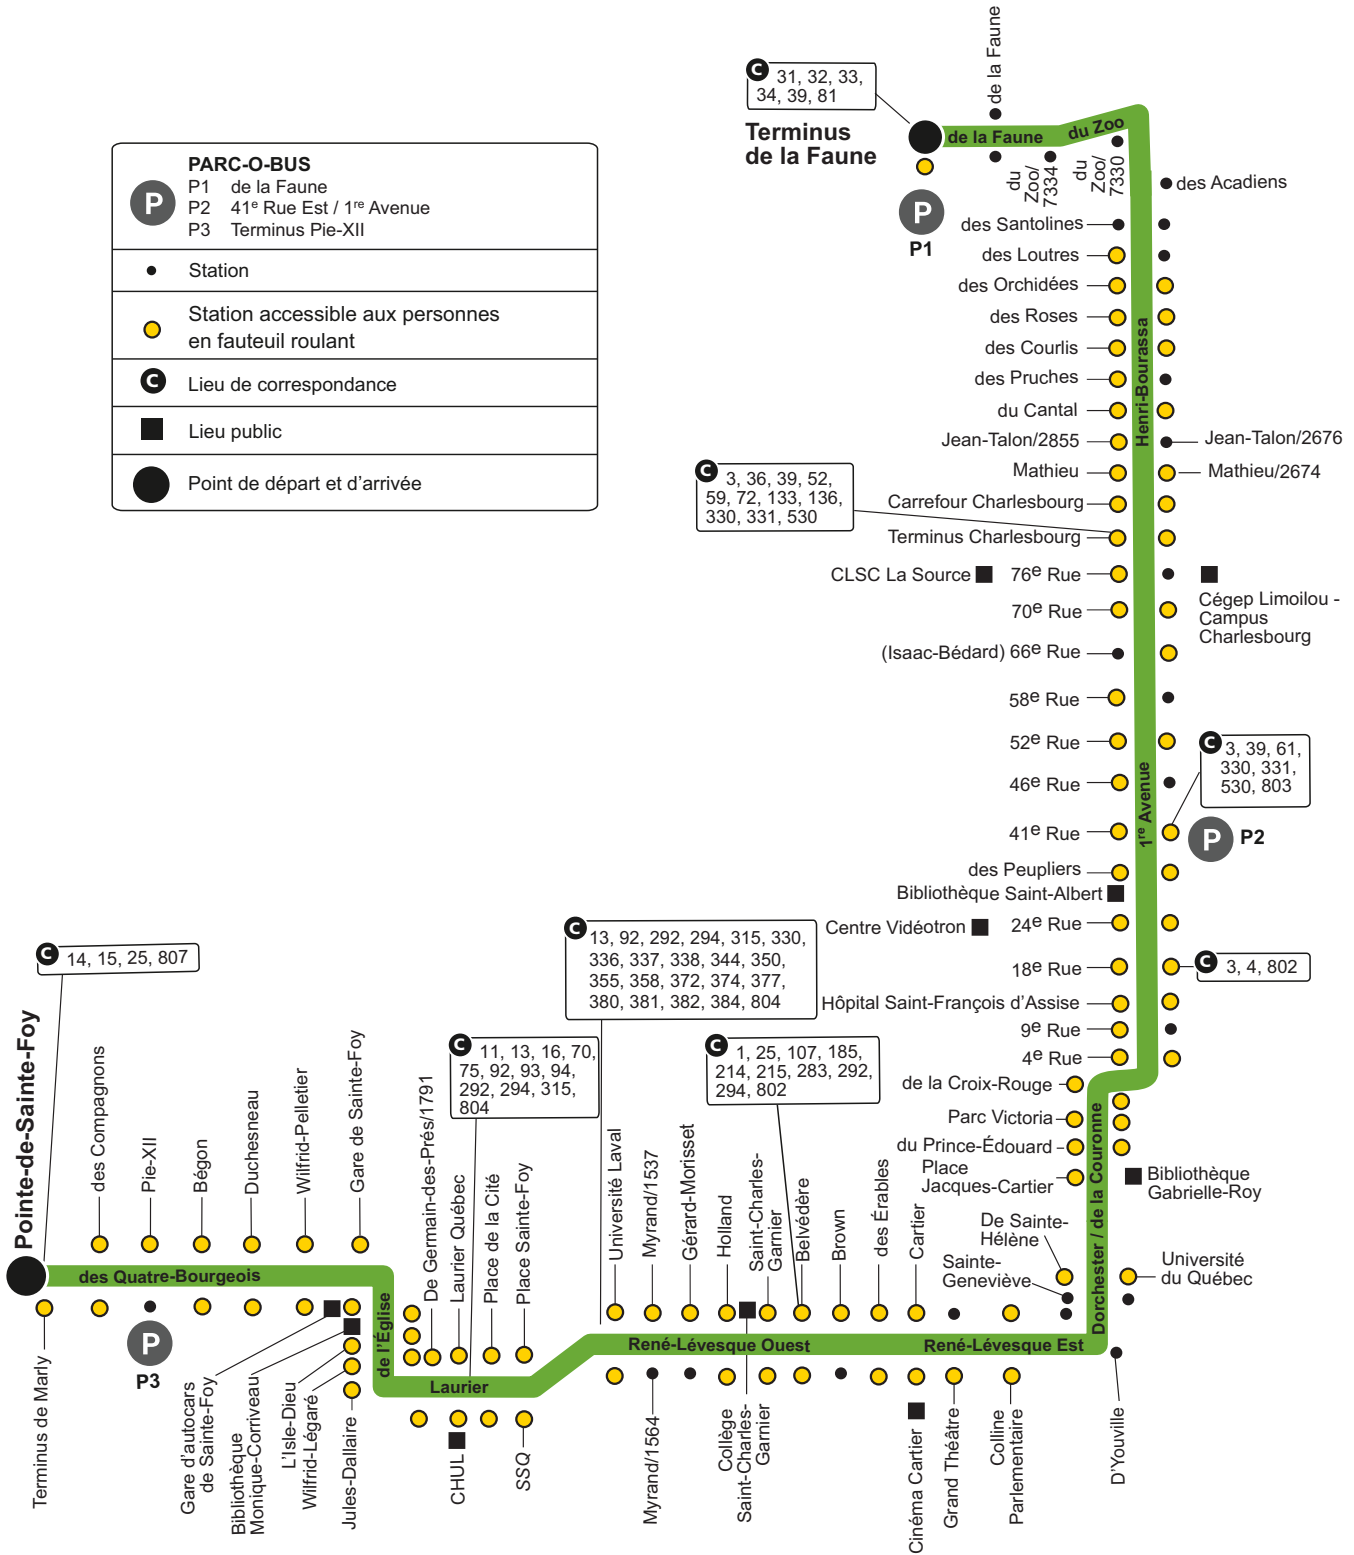 de la Faune
C 31, 32, 33,
34, 39, 81
Terminus
de la Faune
de la Faune
du Zoo
du
Zoo/
7334
du
Zoo/
7330
P
P1
PARC-O-BUS
P
P1 de la Faune
P2 41e Rue Est / 1re Avenue
P3 Terminus Pie-XII
Station
Station accessible aux personnes
en fauteuil roulant
C Lieu de correspondance
Lieu public
Point de départ et d'arrivée
des Acadiens
des Santolines
des Loutres
des Orchidées
des Roses
des Courlis
des Pruches
du Cantal
Jean-Talon/2855
Jean-Talon/2676
Mathieu
Mathieu/2674
Henri-Bourassa
C 3, 36, 39, 52,
59, 72, 133, 136,
330, 331, 530
Carrefour Charlesbourg
Terminus Charlesbourg
CLSC La Source
76e Rue
Cégep Limoilou -
Campus
Charlesbourg
70e Rue
(Isaac-Bédard) 66e Rue
58e Rue
52e Rue
46e Rue
41e Rue
1re Avenue
C 3, 39, 61,
330, 331,
530, 803
P P2
des Peupliers
Bibliothèque Saint-Albert
Centre Vidéotron
24e Rue
18e Rue
C 3, 4, 802
Hôpital Saint-François d'Assise
9e Rue
4e Rue
de la Croix-Rouge
Parc Victoria
du Prince-Édouard
Place
Jacques-Cartier
Bibliothèque
Gabrielle-Roy
Dorchester / de la Couronne
De Sainte-
Hélène
Sainte-
Geneviève
Université
du Québec
D'Youville
C 14, 15, 25, 807
Pointe-de-Sainte-Foy
des Compagnons
Pie-XII
Bégon
Duchesneau
Wilfrid-Pelletier
Gare de Sainte-Foy
des Quatre-Bourgeois
Terminus de Marly
P
P3
Gare d'autocars
de Sainte-Foy
Bibliothèque
Monique-Corriveau
L'Isle-Dieu
Wilfrid-Légaré
Jules-Dallaire
de l'Église
C 11, 13, 16, 70,
75, 92, 93, 94,
292, 294, 315,
804
De Germain-des-Prés/1791
Laurier Québec
Place de la Cité
Place Sainte-Foy
Laurier
CHUL
SSQ
C 13, 92, 292, 294, 315, 330,
336, 337, 338, 344, 350,
355, 358, 372, 374, 377,
380, 381, 382, 384, 804
C 1, 25, 107, 185,
214, 215, 283, 292,
294, 802
Université Laval
Myrand/1537
Gérard-Morisset
Holland
Saint-Charles-
Garnier
Belvédère
Brown
des Érables
Cartier
René-Lévesque Ouest
René-Lévesque Est
Myrand/1564
Collège
Saint-Charles-
Garnier
Cinéma Cartier
Grand Théâtre
Colline
Parlementaire